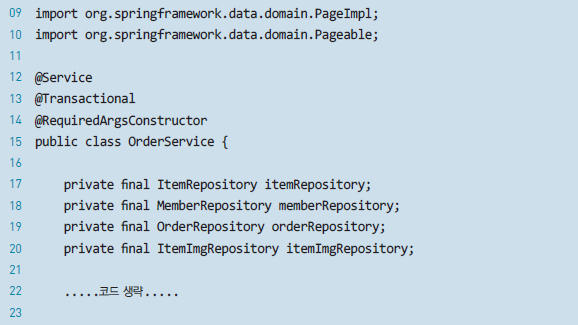 09 import org.springframework.data.domain.PageImpl;
10 import org.springframework.data.domain.Pageable;
11
12 @Service
13 @Transactional
14 @RequiredArgsConstructor
15 public class OrderService {
16
17     private final ItemRepository itemRepository;
18     private final MemberRepository memberRepository;
19     private final OrderRepository orderRepository;
20     private final ItemImgRepository itemImgRepository;
21
22     .....코드 생략.....
23